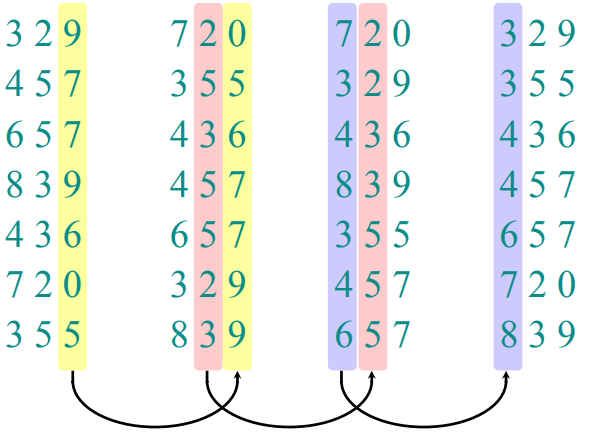 3 2 9 7 2 0 7 2 0 3 2 9
4 5 7 3 5 5 3 2 9 3 5 5
6 5 7 4 3 6 4 3 6 4 3 6
8 3 9 4 5 7 8 3 9 4 5 7
4 3 6 6 5 7 3 5 5 6 5 7
7 2 0 3 2 9 4 5 7 7 2 0
3 5 5 8 3 9 6 5 7 8 3 9